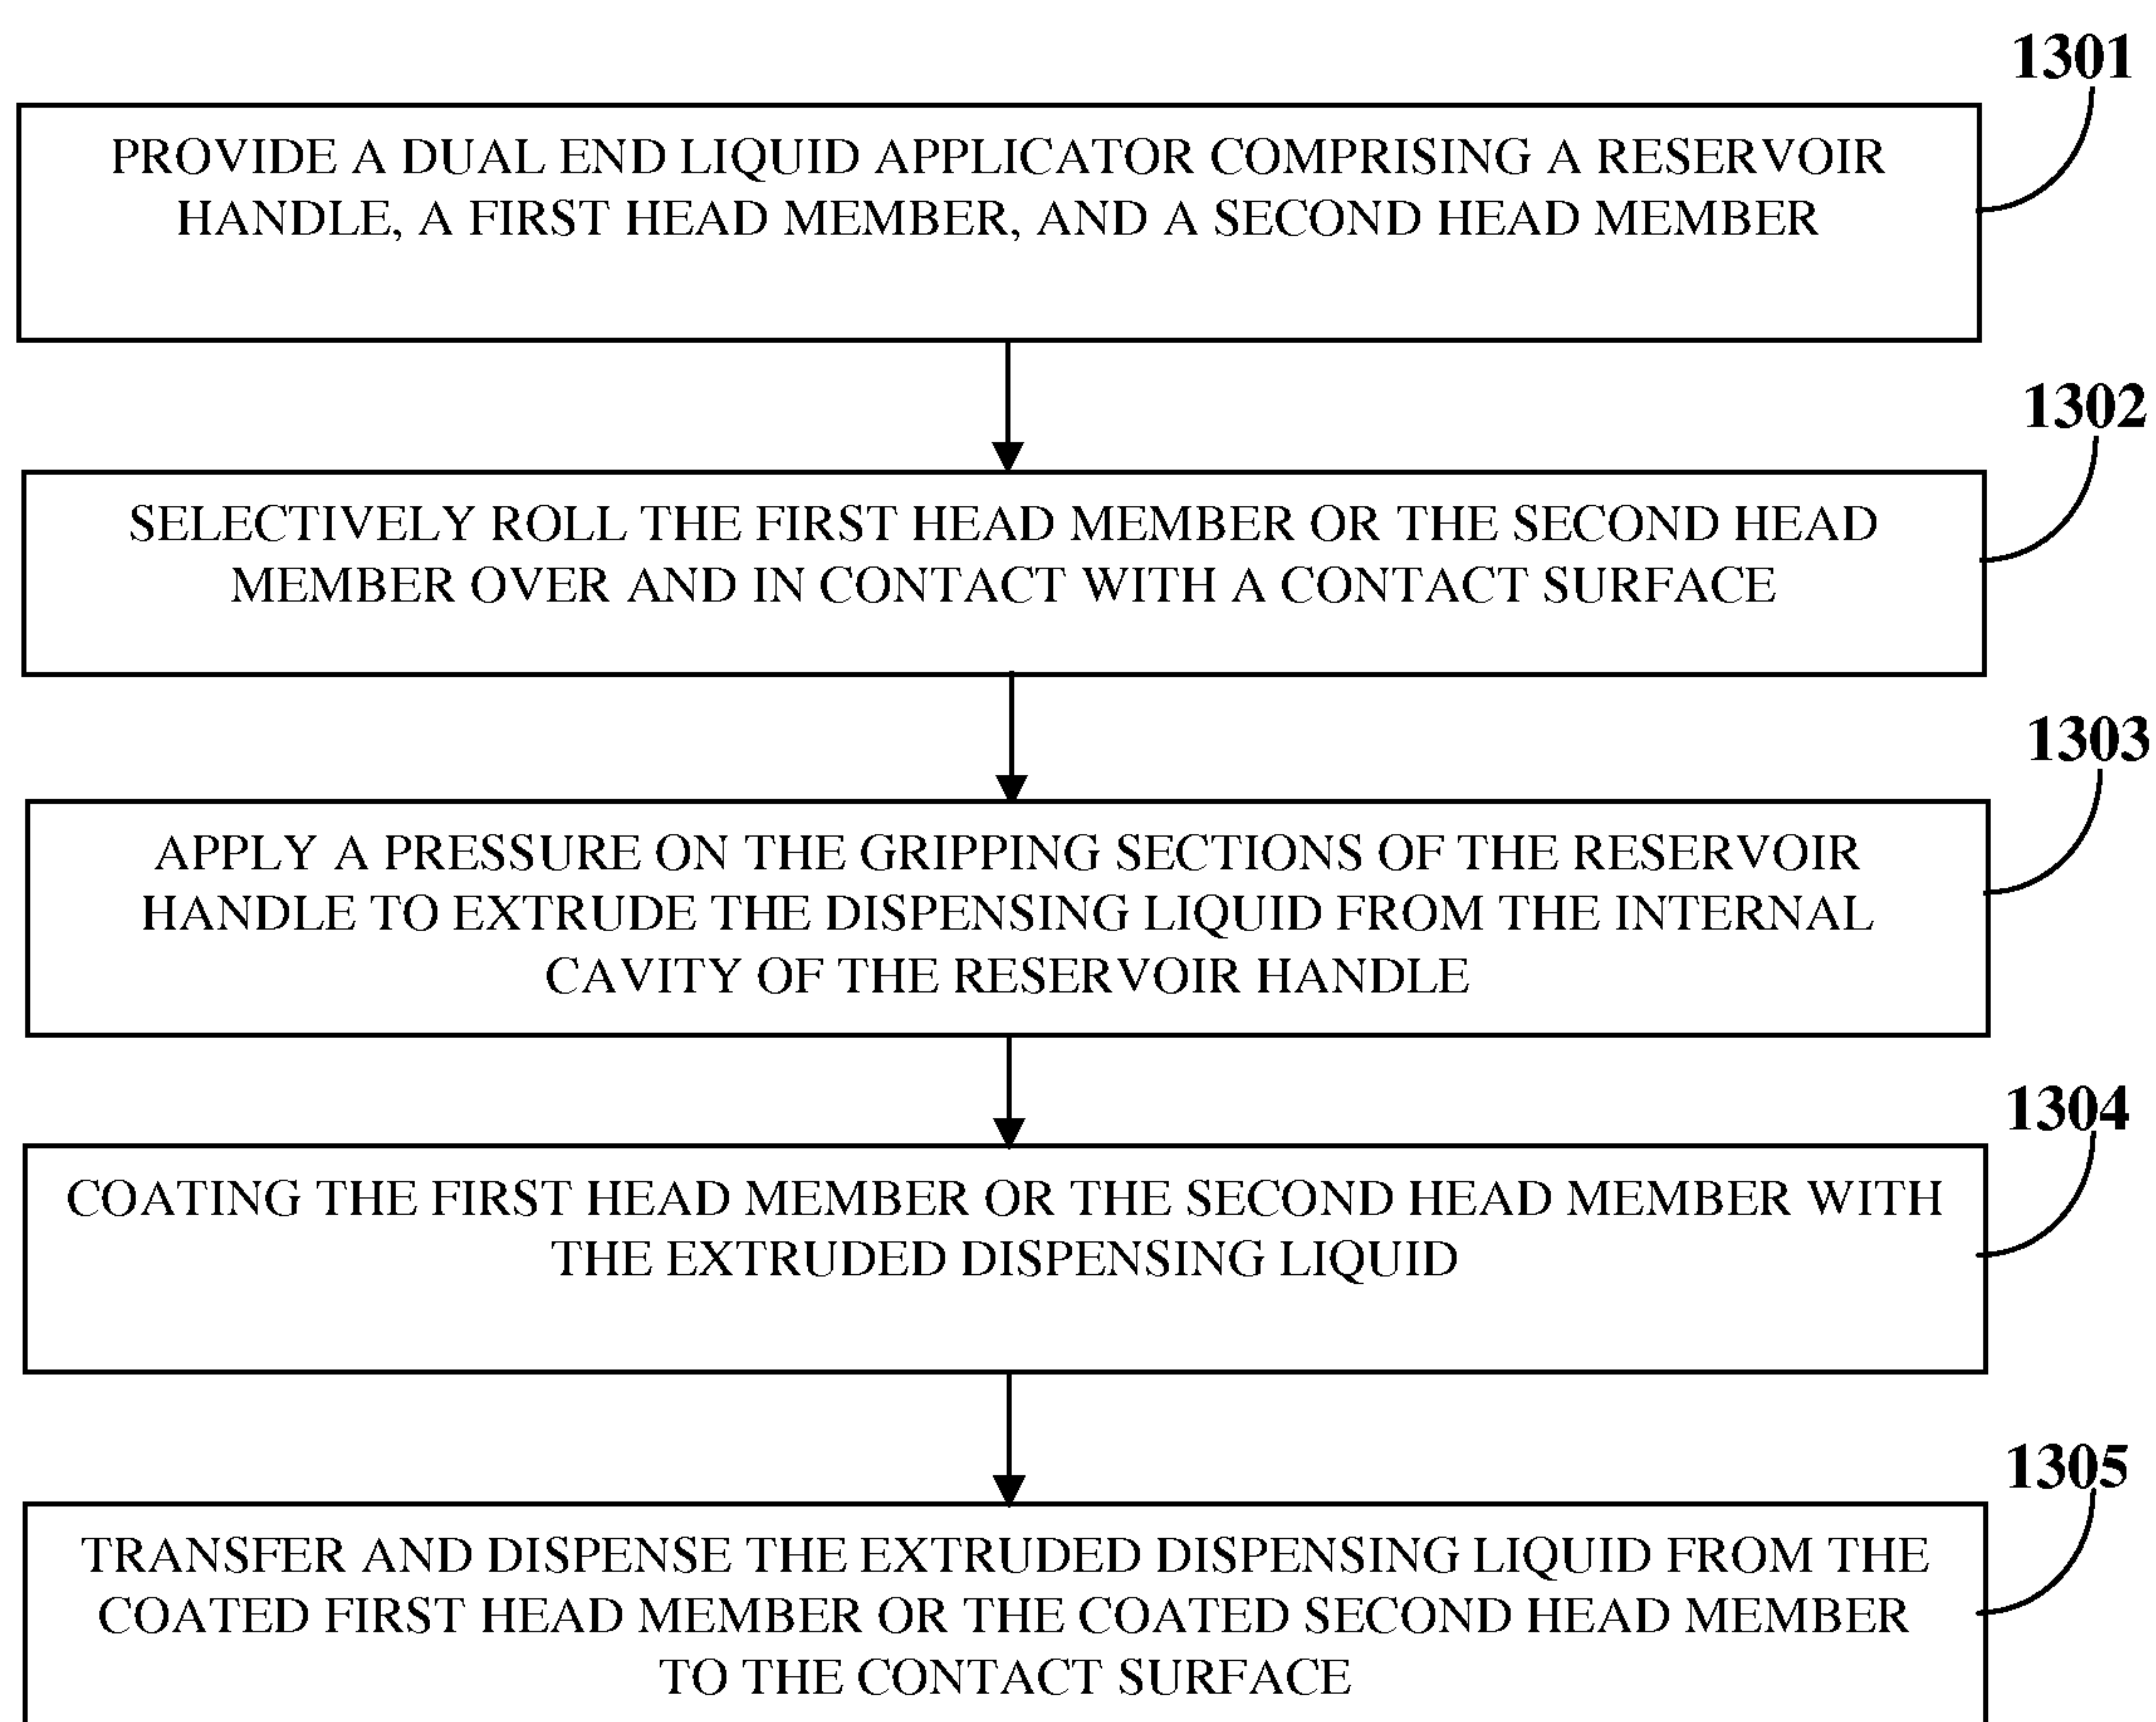 1301
PROVIDE A DUAL END LIQUID APPLICATOR COMPRISING A RESERVOIR
HANDLE, A FIRST HEAD MEMBER, AND A SECOND HEAD MEMBER
1302
SELECTIVELY ROLL THE FIRST HEAD MEMBER OR THE SECOND HEAD
MEMBER OVER AND IN CONTACT WITH A CONTACT SURFACE
1303
APPLY A PRESSURE ON THE GRIPPING SECTIONS OF THE RESERVOIR
HANDLE TO EXTRUDE THE DISPENSING LIQUID FROM THE INTERNAL
CAVITY OF THE RESERVOIR HANDLE
1304
COATING THE FIRST HEAD MEMBER OR THE SECOND HEAD MEMBER WITH
THE EXTRUDED DISPENSING LIQUID
1305
TRANSFER AND DISPENSE THE EXTRUDED DISPENSING LIQUID FROM THE
COATED FIRST HEAD MEMBER OR THE COATED SECOND HEAD MEMBER
TO THE CONTACT SURFACE